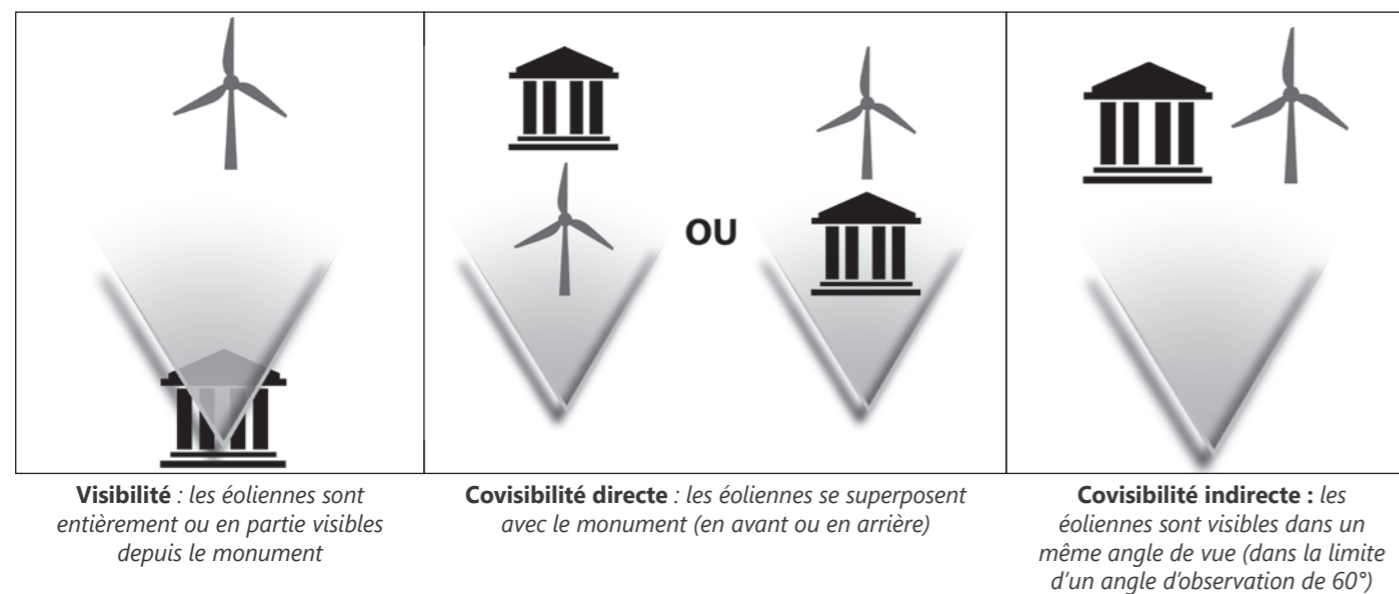 OU
Visibilité : les éoliennes sont
entièrement ou en partie visibles
depuis le monument
Covisibilité directe : les éoliennes se superposent
avec le monument (en avant ou en arrière)
Covisibilité indirecte : les
éoliennes sont visibles dans un
même angle de vue (dans la limite
d'un angle d'observation de 60°)